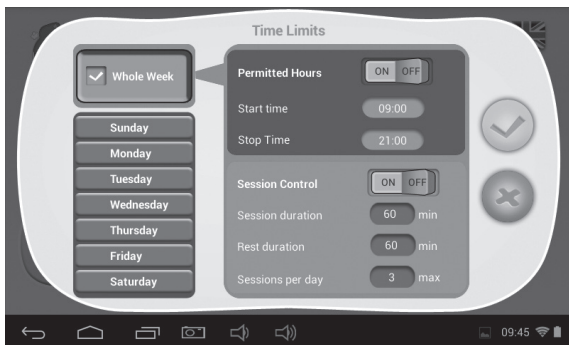 Time Limits
Whole Week
Sunday
Monday
Tuesday
Wednesday
Thursday
Friday
Saturday
Permitted Hours ON OFF
Start time 09:00
Stop Time 21:00
Session Control ON OFF
Session duration 60 min
Rest duration 60 min
Sessions per day 3 max
09:45